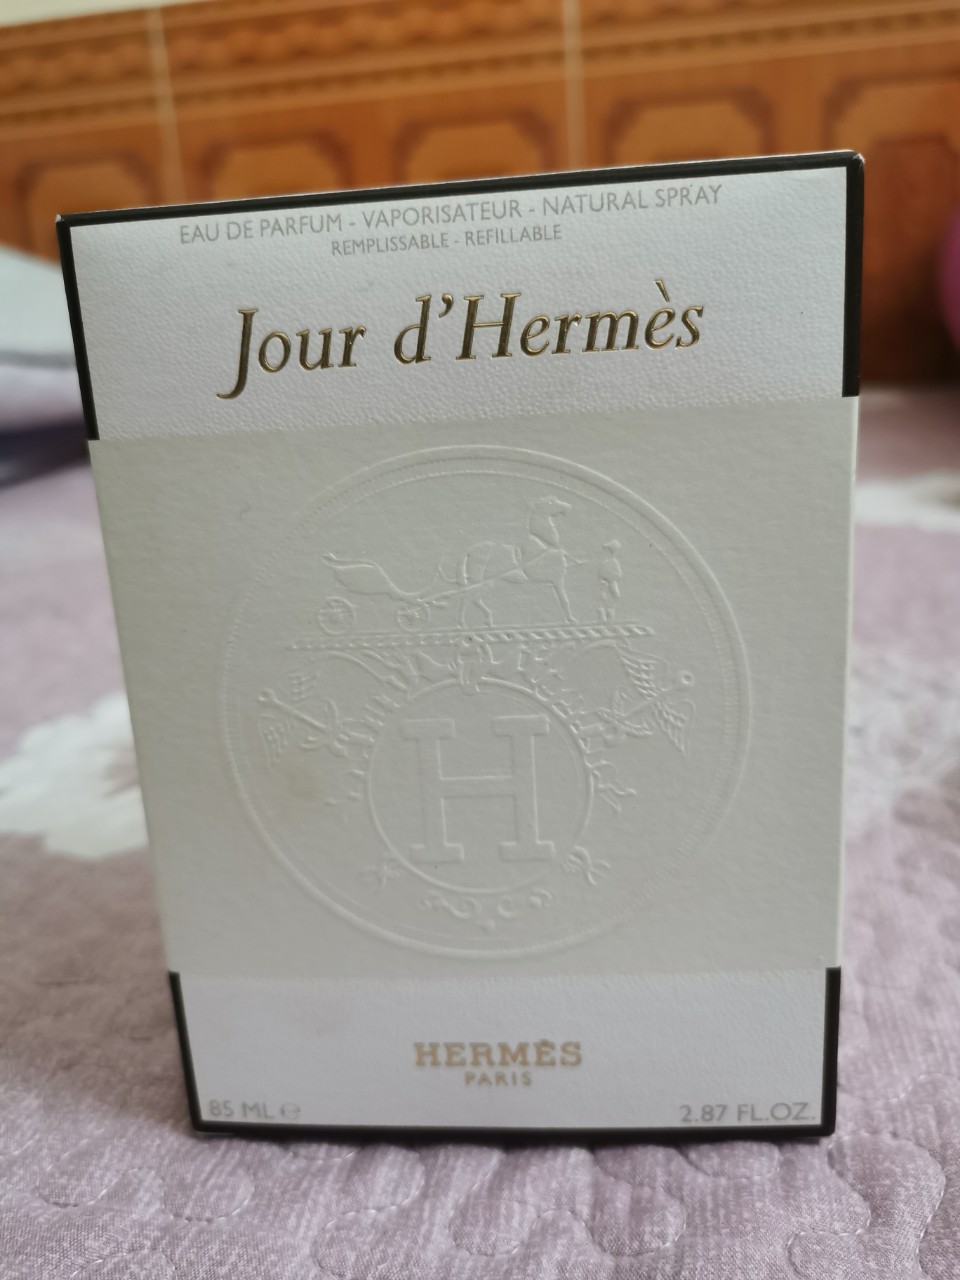 EAU DE PARFUM - VAPORISATEUR - NATURAL SPRAY
REMPLISSABLE - REFILLABLE
Jour d'Hermès
H
HERMÈS
PARIS
85 ML ℮ 2.87 FL.OZ.